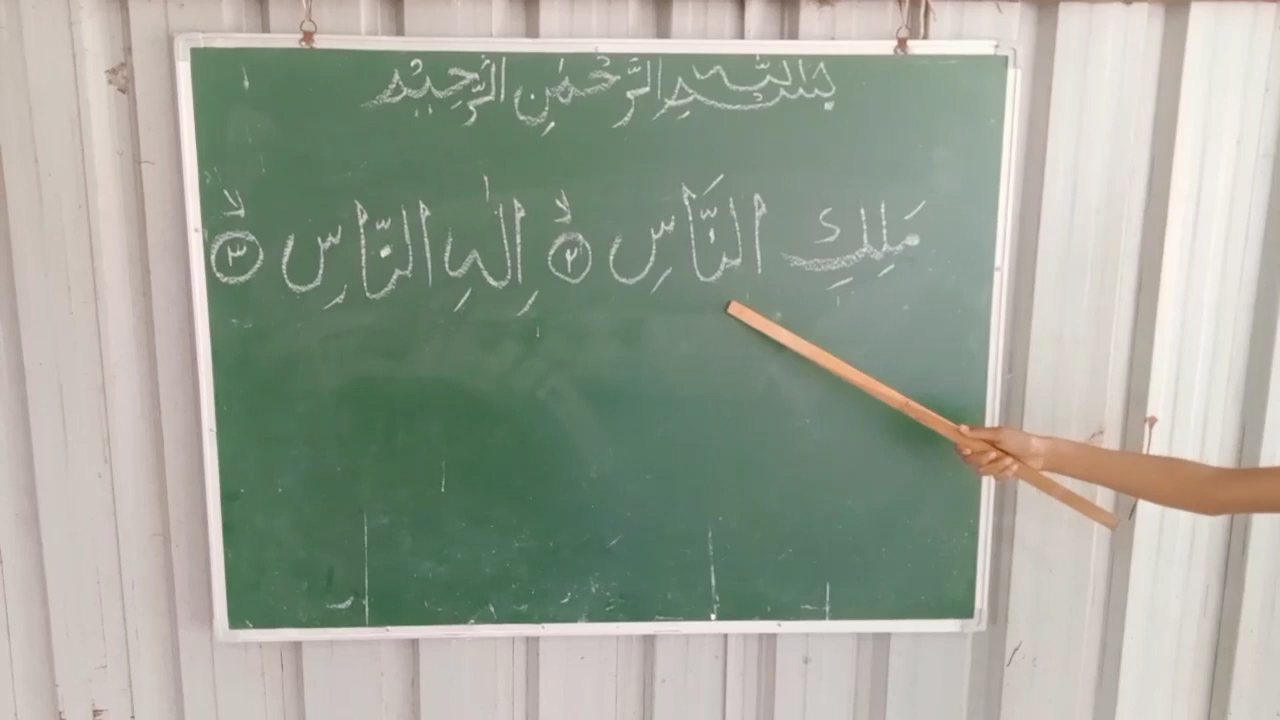 بِسْمِ اللّٰهِ الرَّحْمٰنِ الرَّحِيْمِ
مَلِكِ النَّاسِ ۙ﴿٢﴾ اِلٰهِ النَّاسِ ۙ﴿٣﴾